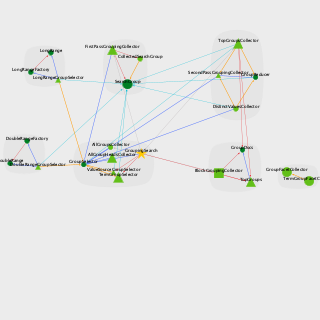 TopGroupsCollector
FirstPassGroupingCollector
LongRange
CollectedSearchGroup
LongRangeFactory
SecondPassGroupingCollector
GroupReducer
LongRangeGroupSelector
SearchGroup
DistinctValuesCollector
DoubleRangeFactory
AllGroupsCollector
GroupDocs
GroupingSearch
AllGroupHeadsCollector
DoubleRange
GroupSelector
DoubleRangeGroupSelector
ValueSourceGroupSelector
BlockGroupingCollector
GroupFacetCollector
TermGroupSelector
TopGroups